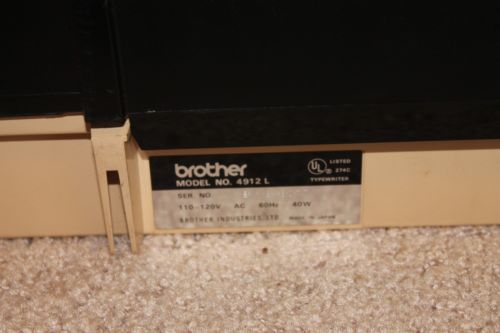 brother
MODEL NO. 4912 L
UL LISTED
274C
TYPEWRITER
SER. NO.
110-120V AC 60Hz 40W
BROTHER INDUSTRIES, LTD. MADE IN JAPAN